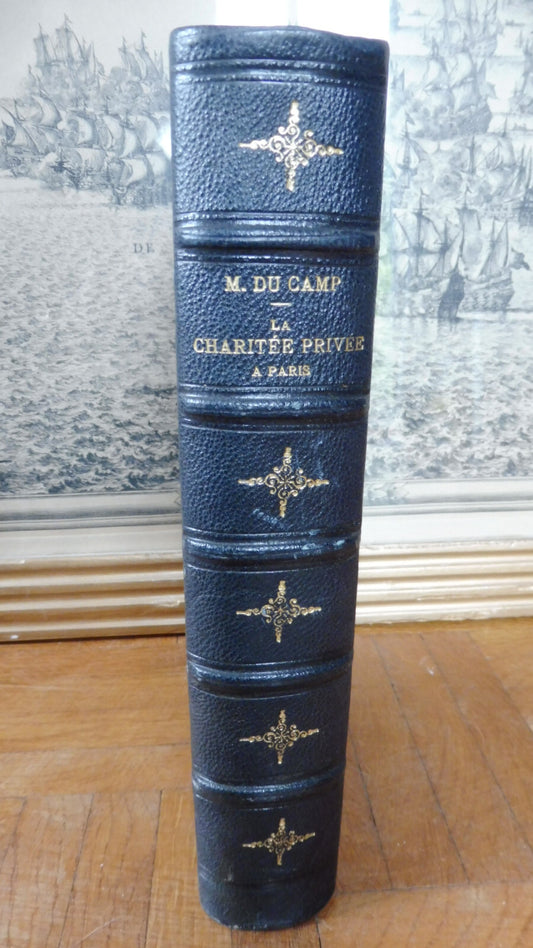 DE
M. DU CAMP
LA
CHARITÉE PRIVÉE
A PARIS